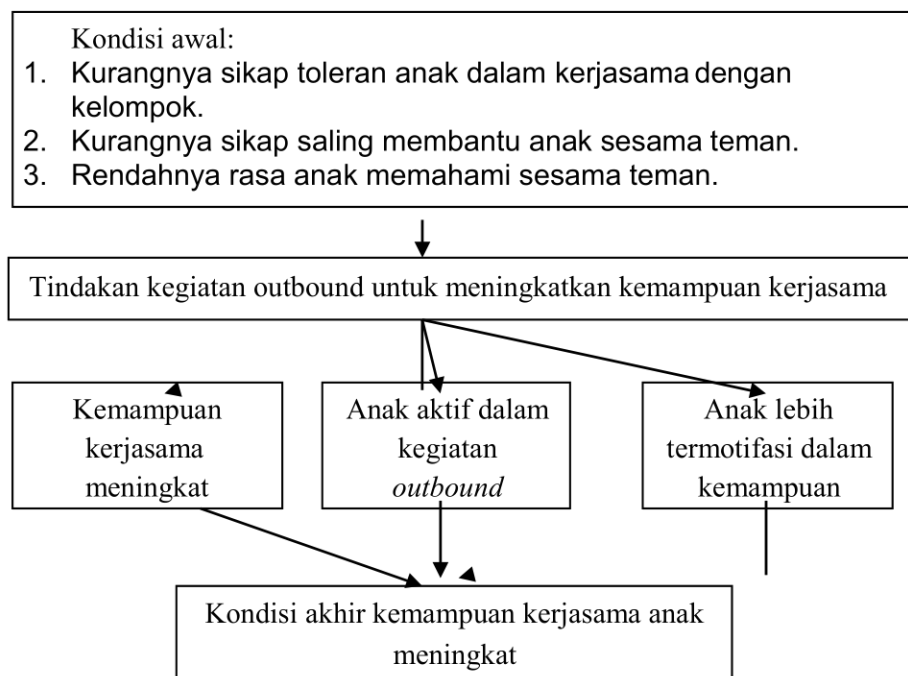 Kondisi awal:
1. Kurangnya sikap toleran anak dalam kerjasama dengan
kelompok.
2. Kurangnya sikap saling membantu anak sesama teman.
3. Rendahnya rasa anak memahami sesama teman.
Tindakan kegiatan outbound untuk meningkatkan kemampuan kerjasama
Kemampuan
kerjasama
meningkat
Anak aktif dalam
kegiatan
outbound
Anak lebih
termotifasi dalam
kemampuan
Kondisi akhir kemampuan kerjasama anak
meningkat